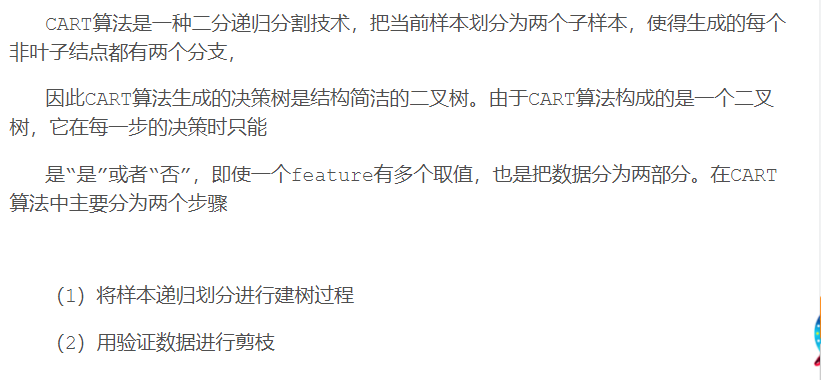 CART算法是一种二分递归分割技术，把当前样本划分为两个子样本，使得生成的每个
非叶子结点都有两个分支，
因此CART算法生成的决策树是结构简洁的二叉树。由于CART算法构成的是一个二叉
树，它在每一步的决策时只能
是“是”或者“否”，即使一个feature有多个取值，也是把数据分为两部分。在CART
算法中主要分为两个步骤
（1）将样本递归划分进行建树过程
（2）用验证数据进行剪枝